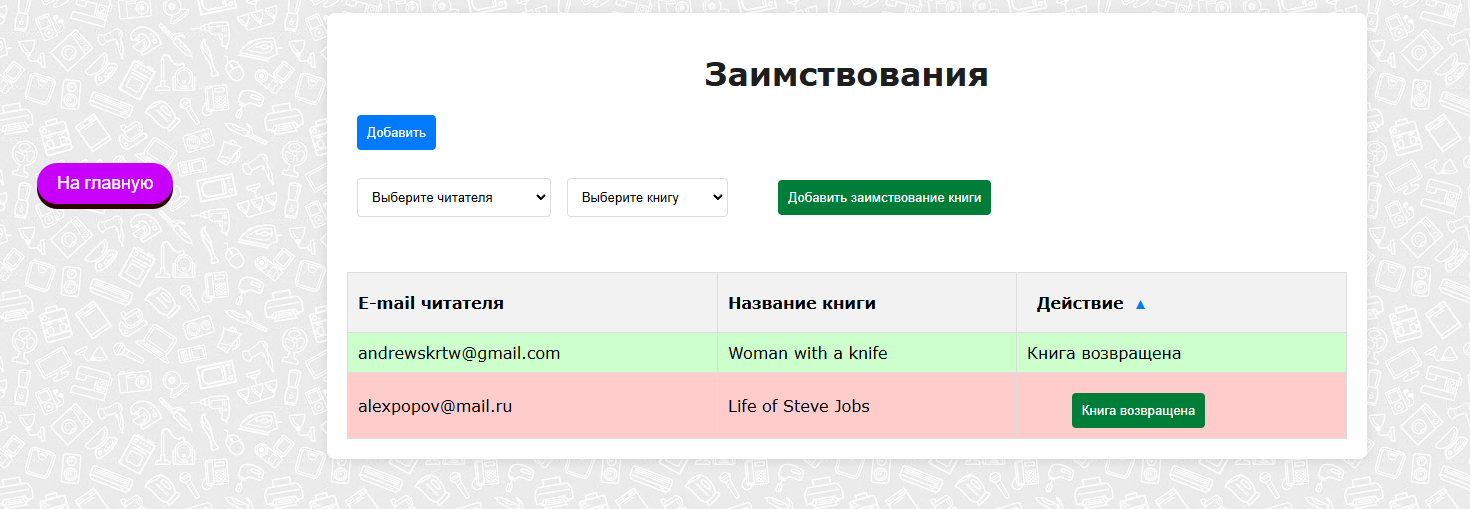 Заимствования
Добавить
На главную
Выберите читателя Выберите книгу Добавить заимствование книги
E-mail читателя Название книги Действие ▲
andrewskrtw@gmail.com Woman with a knife Книга возвращена
alexpopov@mail.ru Life of Steve Jobs Книга возвращена